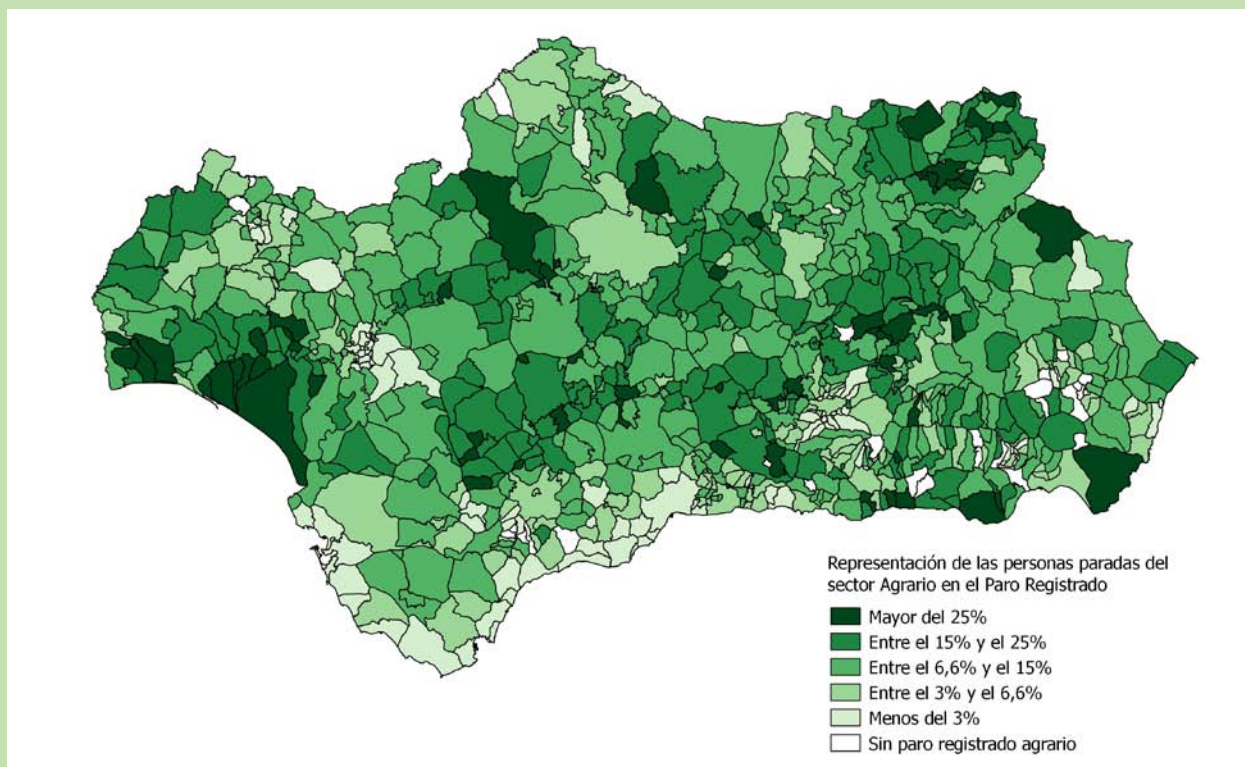 Representación de las personas paradas del
sector Agrario en el Paro Registrado
Mayor del 25%
Entre el 15% y el 25%
Entre el 6,6% y el 15%
Entre el 3% y el 6,6%
Menos del 3%
Sin paro registrado agrario